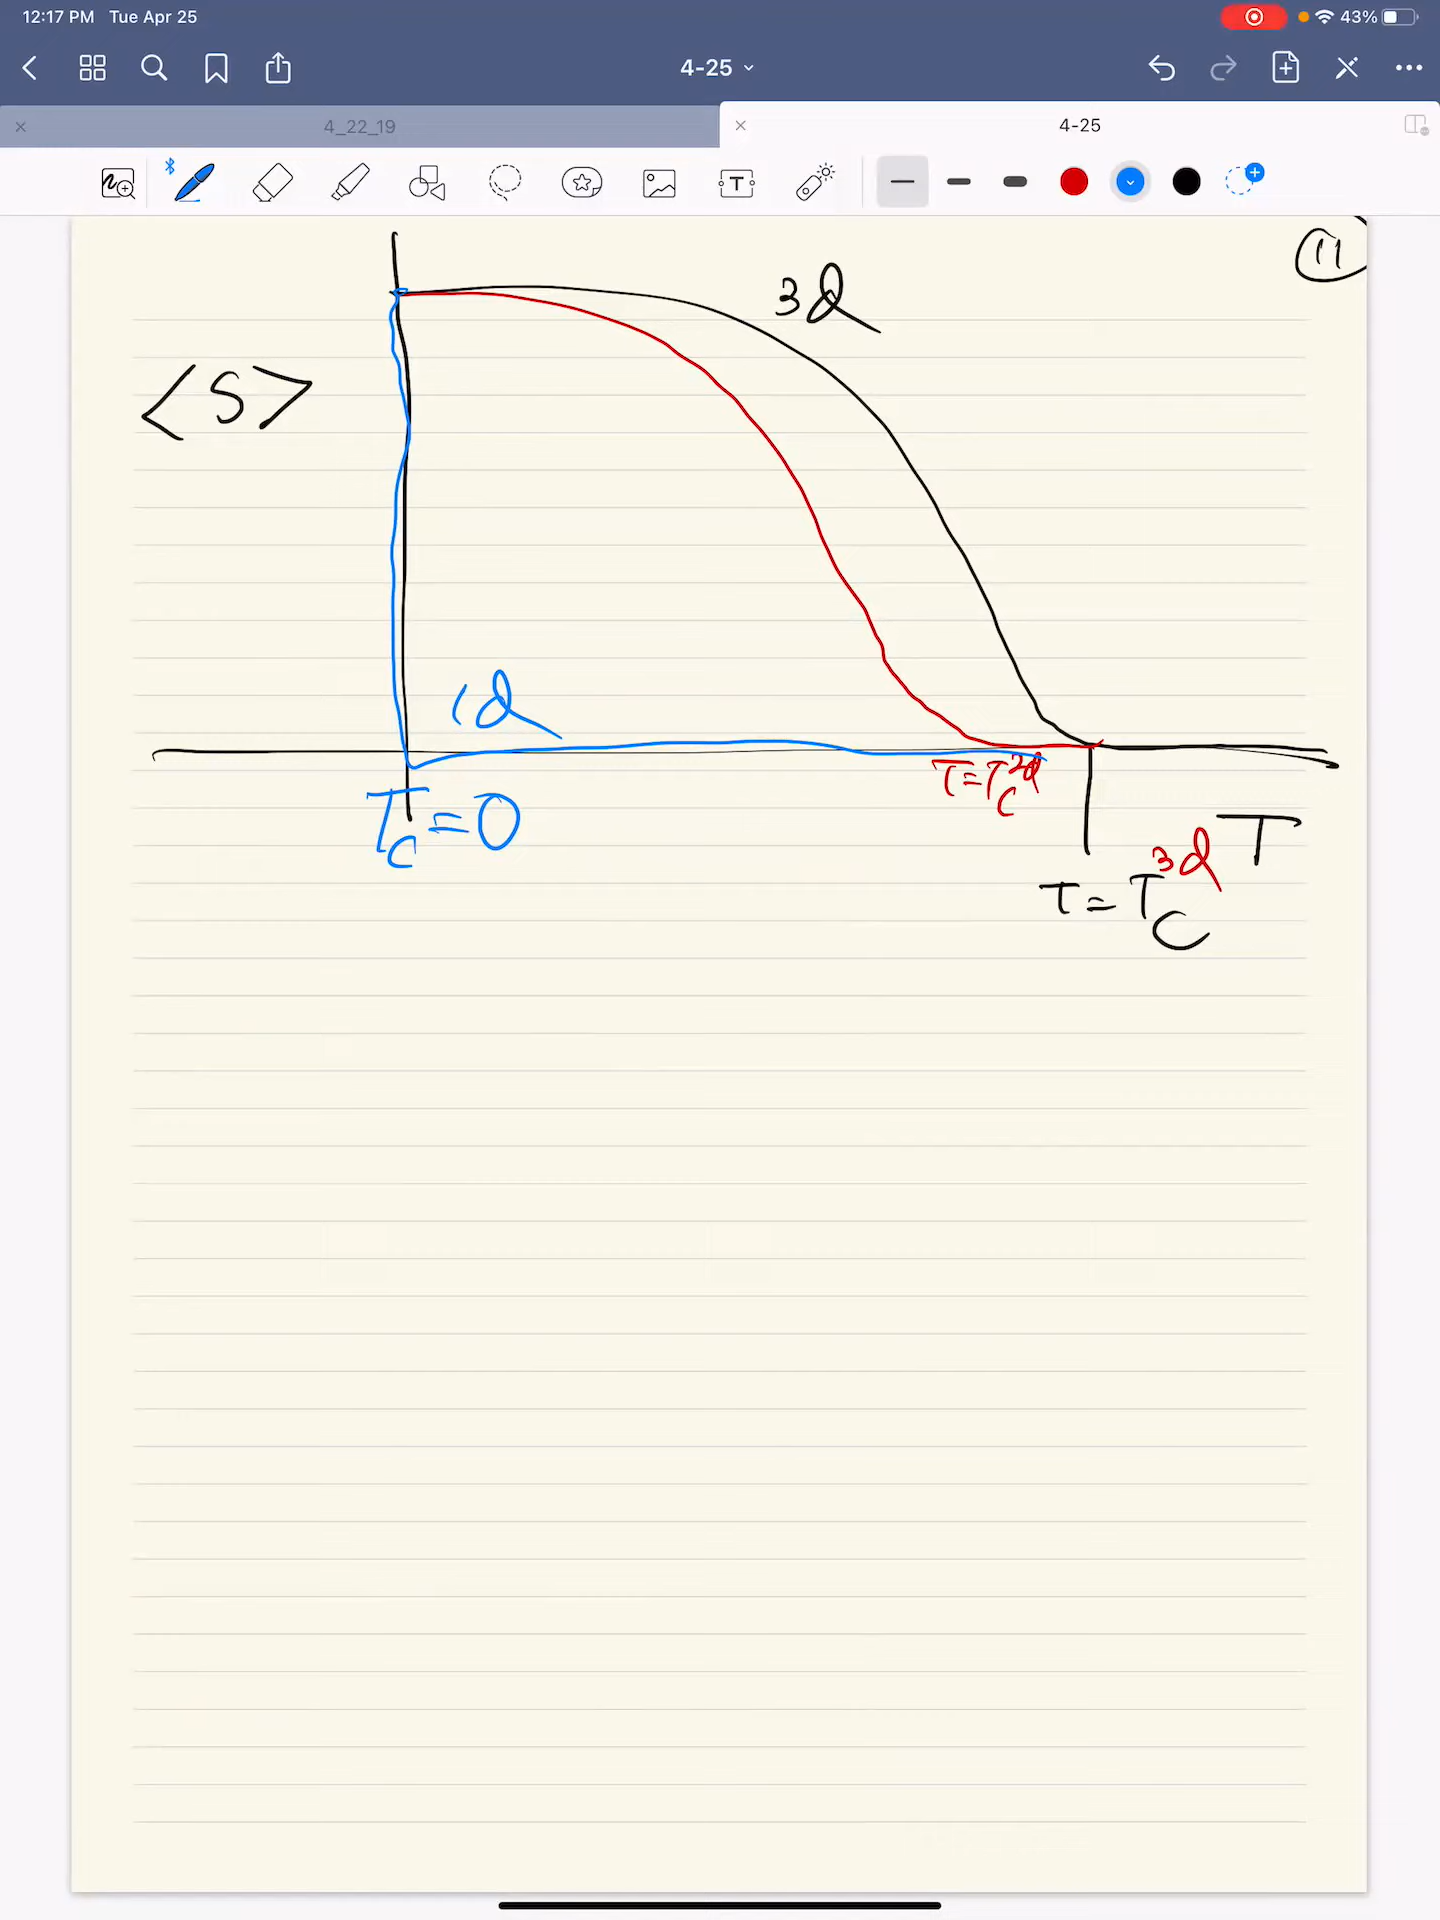 12:17 PM Tue Apr 25
43%
4-25
4_22_19
4-25
T
11
3d
<S>
1d
T=T_C^{2d}
T_C=0
T
T=T_C^{3d}